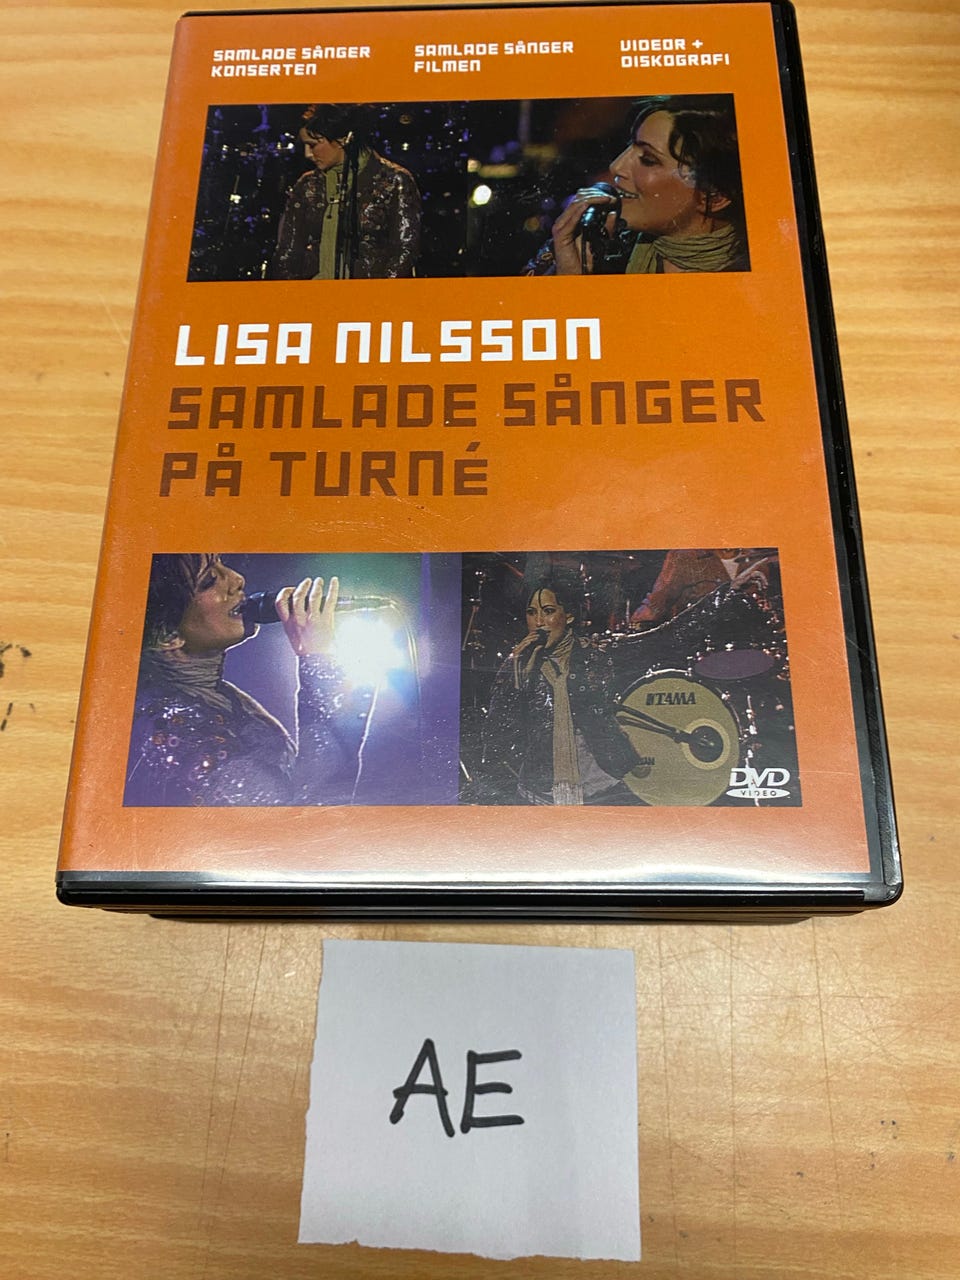 SAMLADE SÅNGER
KONSERTEN
SAMLADE SÅNGER
FILMEN
VIDEOR +
DISKOGRAFI
LISA NILSSON
SAMLADE SÅNGER
PÅ TURNÉ
TAMA
DVD
VIDEO
AE